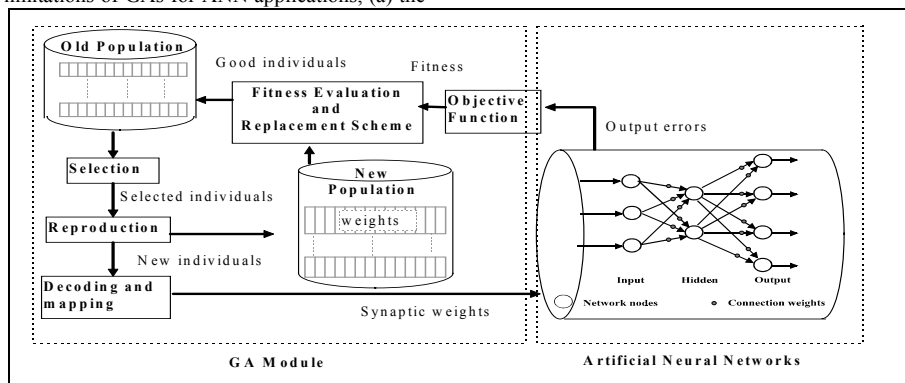 limitations of GAs for ANN applications, (a) the
Old Population
Good individuals
Fitness
Fitness Evaluation
and
Replacement Scheme
Objective
Function
Output errors
Selection
New
Population
Selected individuals
weights
Reproduction
New individuals
Decoding and
mapping
Synaptic weights
Input Hidden Output
Network nodes Connection weights
GA Module
Artificial Neural Networks